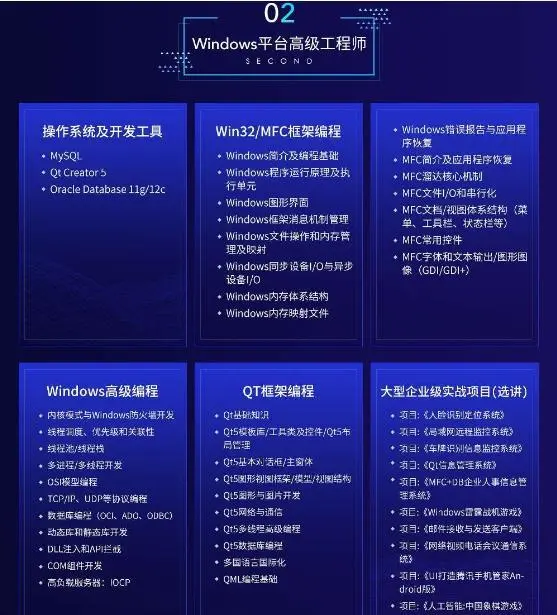 02
Windows平台高级工程师
SECOND
操作系统及开发工具
MySQL
Qt Creator 5
Oracle Database 11g/12c
Win32/MFC框架编程
Windows简介及编程基础
Windows程序运行原理及执
行单元
Windows图形界面
Windows框架消息机制管理
Windows文件操作和内存管
理及映射
Windows同步设备I/O与异步
设备I/O
Windows内存体系结构
Windows内存映射文件
Windows错误报告与应用程
序恢复
MFC简介及应用程序恢复
MFC溜达核心机制
MFC文件I/O和串行化
MFC文档/视图体系结构（菜
单、工具栏、状态栏等）
MFC常用控件
MFC字体和文本输出/图形图
像（GDI/GDI+）
Windows高级编程
内核模式与Windows防火墙开发
线程调度、优先级和关联性
线程池/线程栈
多进程/多线程开发
OSI模型编程
TCP/IP、UDP等协议编程
数据库编程（OCI、ADO、ODBC）
动态库和静态库开发
DLL注入和API拦截
COM组件开发
高负载服务器：IOCP
QT框架编程
Qt基础知识
Qt5模板库/工具类及控件/Qt5布
局管理
Qt5基本对话框/主窗体
Qt5图形视图框架/模型/视图结构
Qt5图形与图片开发
Qt5网络与通信
Qt5多线程高级编程
Qt5数据库编程
多国语言国际化
QML编程基础
大型企业级实战项目(选讲)
项目:《人脸识别定位系统》
项目:《局域网远程监控系统》
项目:《车牌识别信息监控系统》
项目:《Qt信息管理系统》
项目:《MFC+DB企业人事信息管
理系统》
项目:《Windows雷霆战机游戏》
项目:《邮件接收与发送客户端》
项目:《网络视频电话会议通信系
统》
项目:《UI打造腾讯手机管家An-
droid版》
项目:《人工智能:中国象棋游戏》